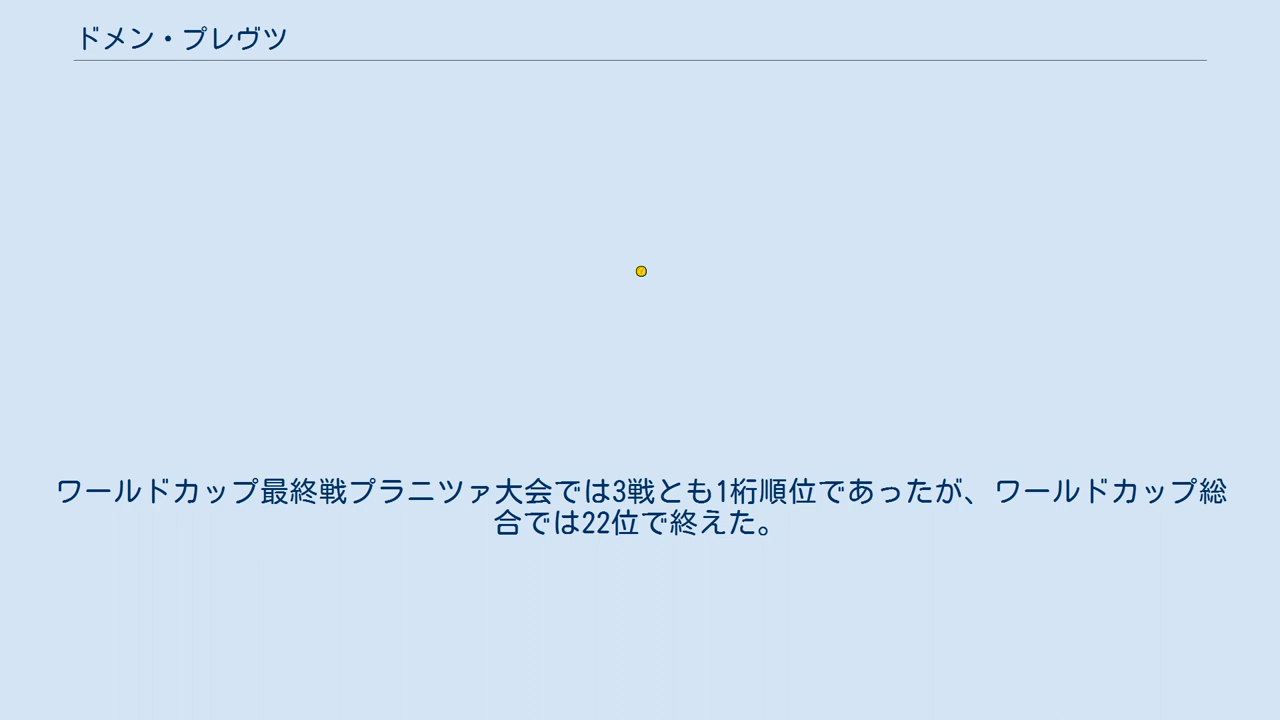 ドメン・プレヴツ
ワールドカップ最終戦プラニツァ大会では3戦とも1桁順位であったが、ワールドカップ総
合では22位で終えた。